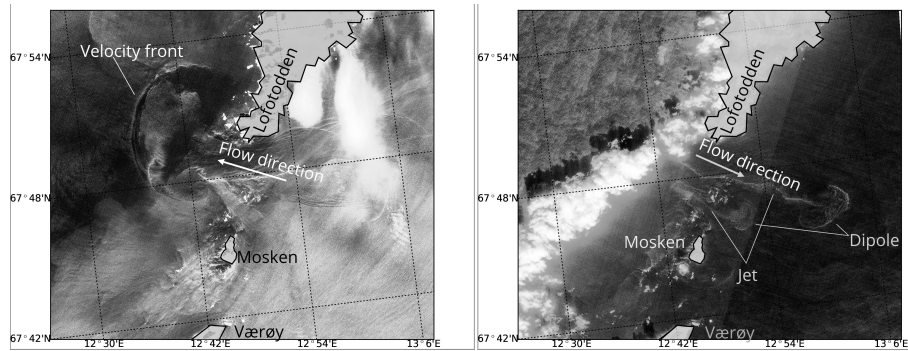 Velocity front
67°54'N
Lofotodden
Flow direction
67°48'N
Mosken
Værøy
67°42'N
12°30'E
12°42'E
12°54'E
13°6'E
67°54'N
Lofotodden
Flow direction
67°48'N
Mosken
Dipole
Jet
Værøy
67°42'N
12°30'E
12°42'E
12°54'E
13°6'E